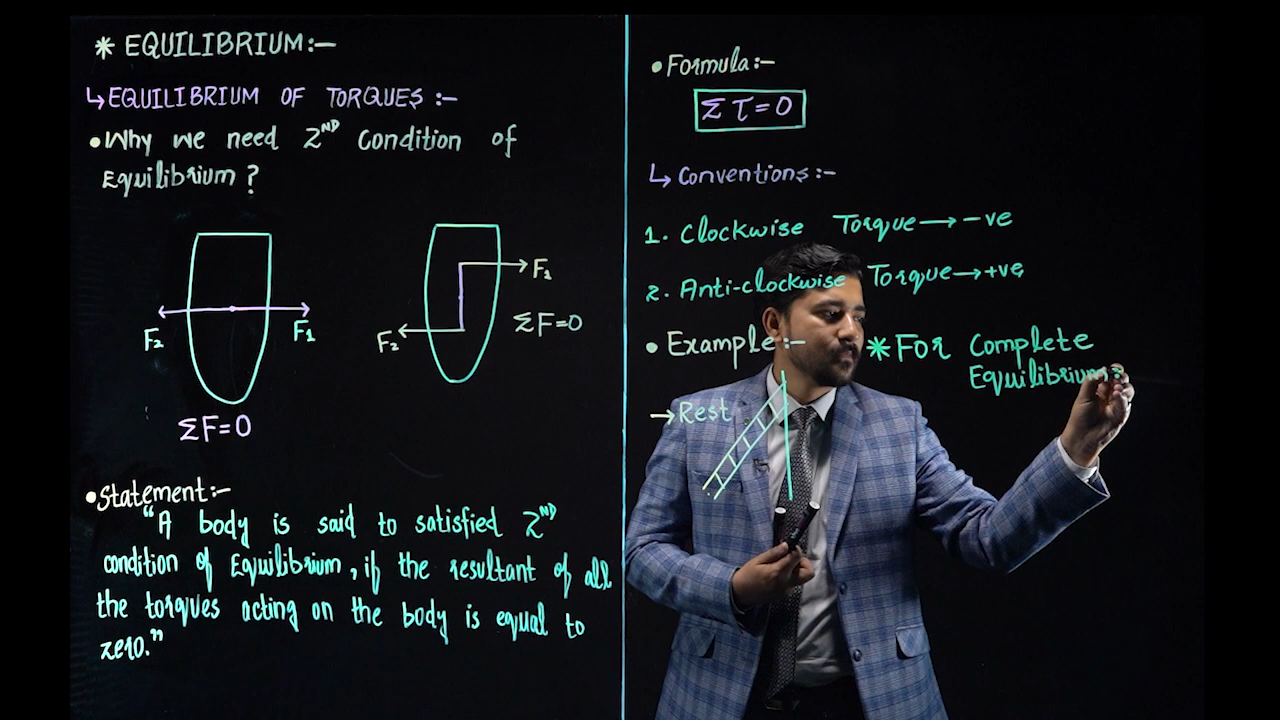 * EQUILIBRIUM:-
↳EQUILIBRIUM OF TORQUES:-
•Why we need 2ND Condition of
Equilibrium?
F2
F1
ΣF=0
F1
F2
ΣF=0
•Statement:-
"A body is said to satisfied 2ND
condition of Equilibrium, if the resultant of all
the torques acting on the body is equal to
zero."
•Formula:-
Στ=0
↳ Conventions:-
1. Clockwise Torque→-ve
2. Anti-clockwise Torque→+ve
• Example:-
→Rest
*For Complete
Equilibrium: